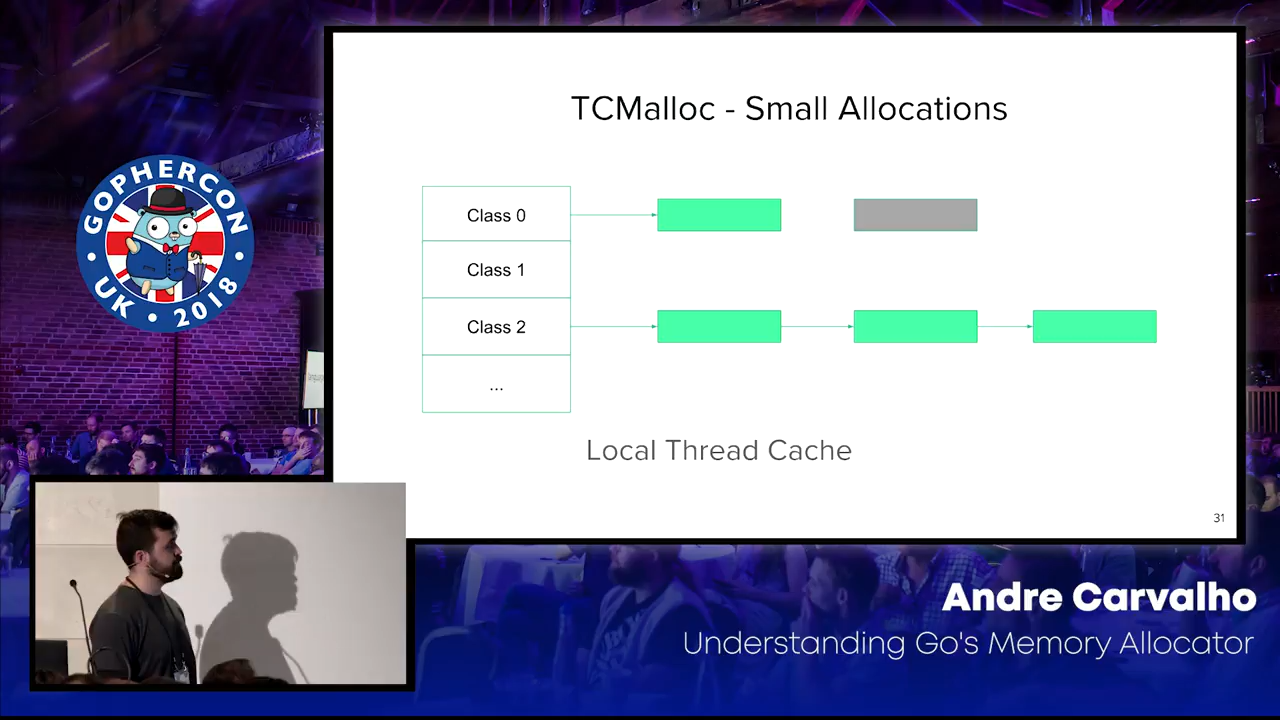 GOPHERCON
UK • 2018
TCMalloc - Small Allocations
Class 0
Class 1
Class 2
...
Local Thread Cache
31
Andre Carvalho
Understanding Go's Memory Allocator